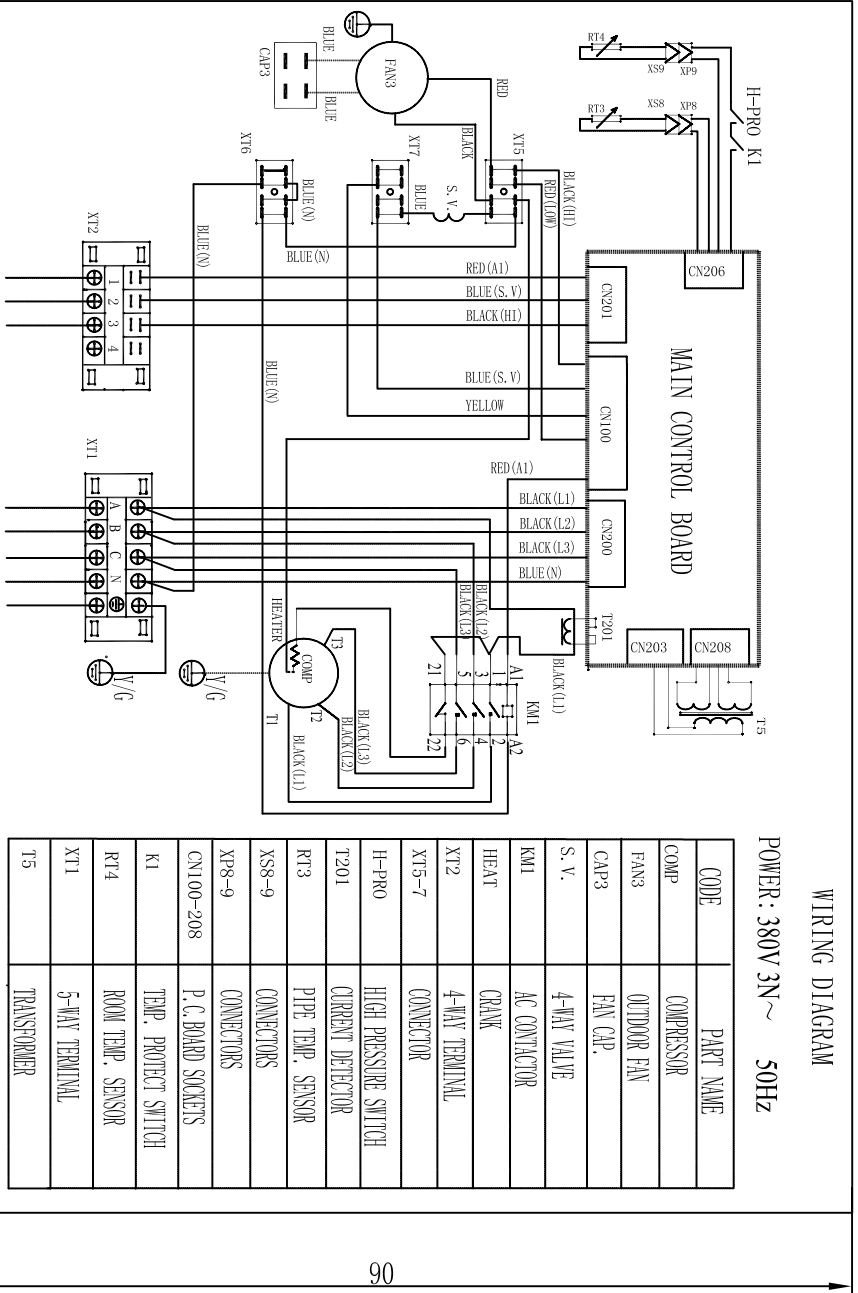 WIRING DIAGRAM
POWER: 380V 3N~ 50Hz
CODE PART NAME
COMP COMPRESSOR
FAN3 OUTDOOR FAN
CAP3 FAN CAP.
S. V. 4-WAY VALVE
KM1 AC CONTACTOR
HEAT CRANK
XT2 4-WAY TERMINAL
XT5-7 CONNECTOR
H-PRO HIGH PRESSURE SWITCH
T201 CURRENT DETECTOR
RT3 PIPE TEMP. SENSOR
XS8-9 CONNECTORS
XP8-9 CONNECTORS
CN100-208 P.C.BOARD SOCKETS
K1 TEMP. PROTECT SWITCH
RT4 ROOM TEMP. SENSOR
XT1 5-WAY TERMINAL
T5 TRANSFORMER
RT4
XS9 XP9
RT3
XS8 XP8
H-PRO K1
CN206
MAIN CONTROL BOARD
CN201
CN100
CN200
CN203
CN208
T201
T5
BLUE
BLUE
CAP3
FAN3
RED
BLACK
XT5
XT7
XT6
BLUE
S. V.
BLACK(HI)
RED(LOW)
BLUE(N)
BLUE(N)
BLUE(N)
BLUE(N)
RED(A1)
BLUE(S. V)
BLACK(HI)
BLUE(S. V)
YELLOW
RED(A1)
BLACK(L1)
BLACK(L2)
BLACK(L3)
BLUE(N)
XT2
1 2 3 4
XT1
A B C N
Y/G
Y/G
HEATER
COMP
T3
T2
T1
BLACK(L2)
BLACK(L3)
BLACK(L1)
KM1
A1 1 3 5 21
A2 2 4 6 22
BLACK(L3)
BLACK(L2)
BLACK(L1)
90